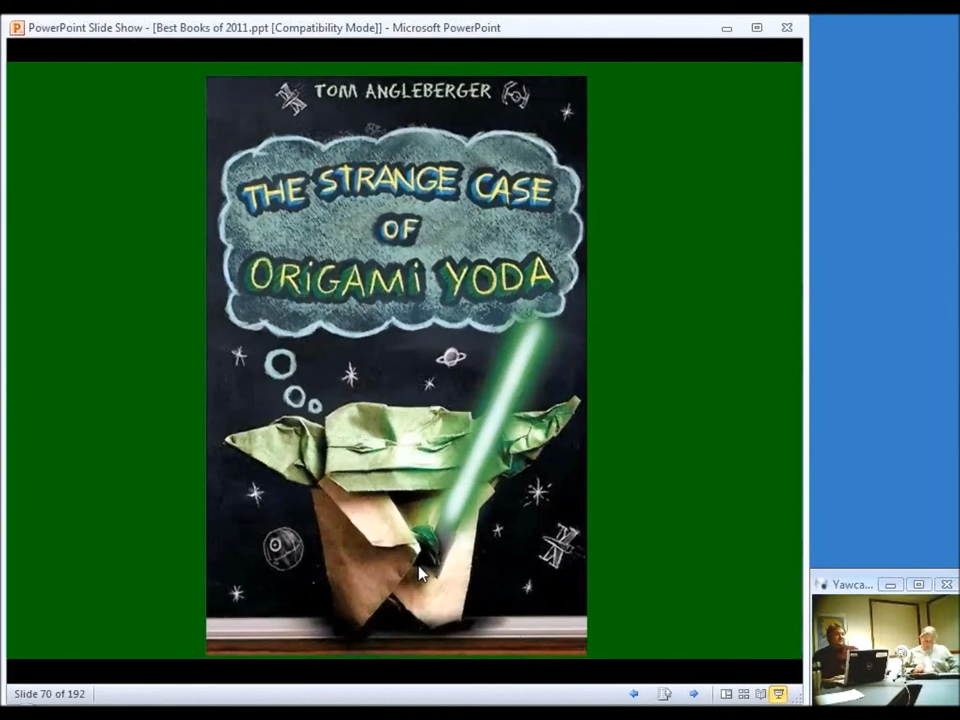 PowerPoint Slide Show - [Best Books of 2011.ppt [Compatibility Mode]] - Microsoft PowerPoint
TOM ANGLEBERGER
THE STRANGE CASE
OF
ORiGAMi YODA
Yawca...
Slide 70 of 192